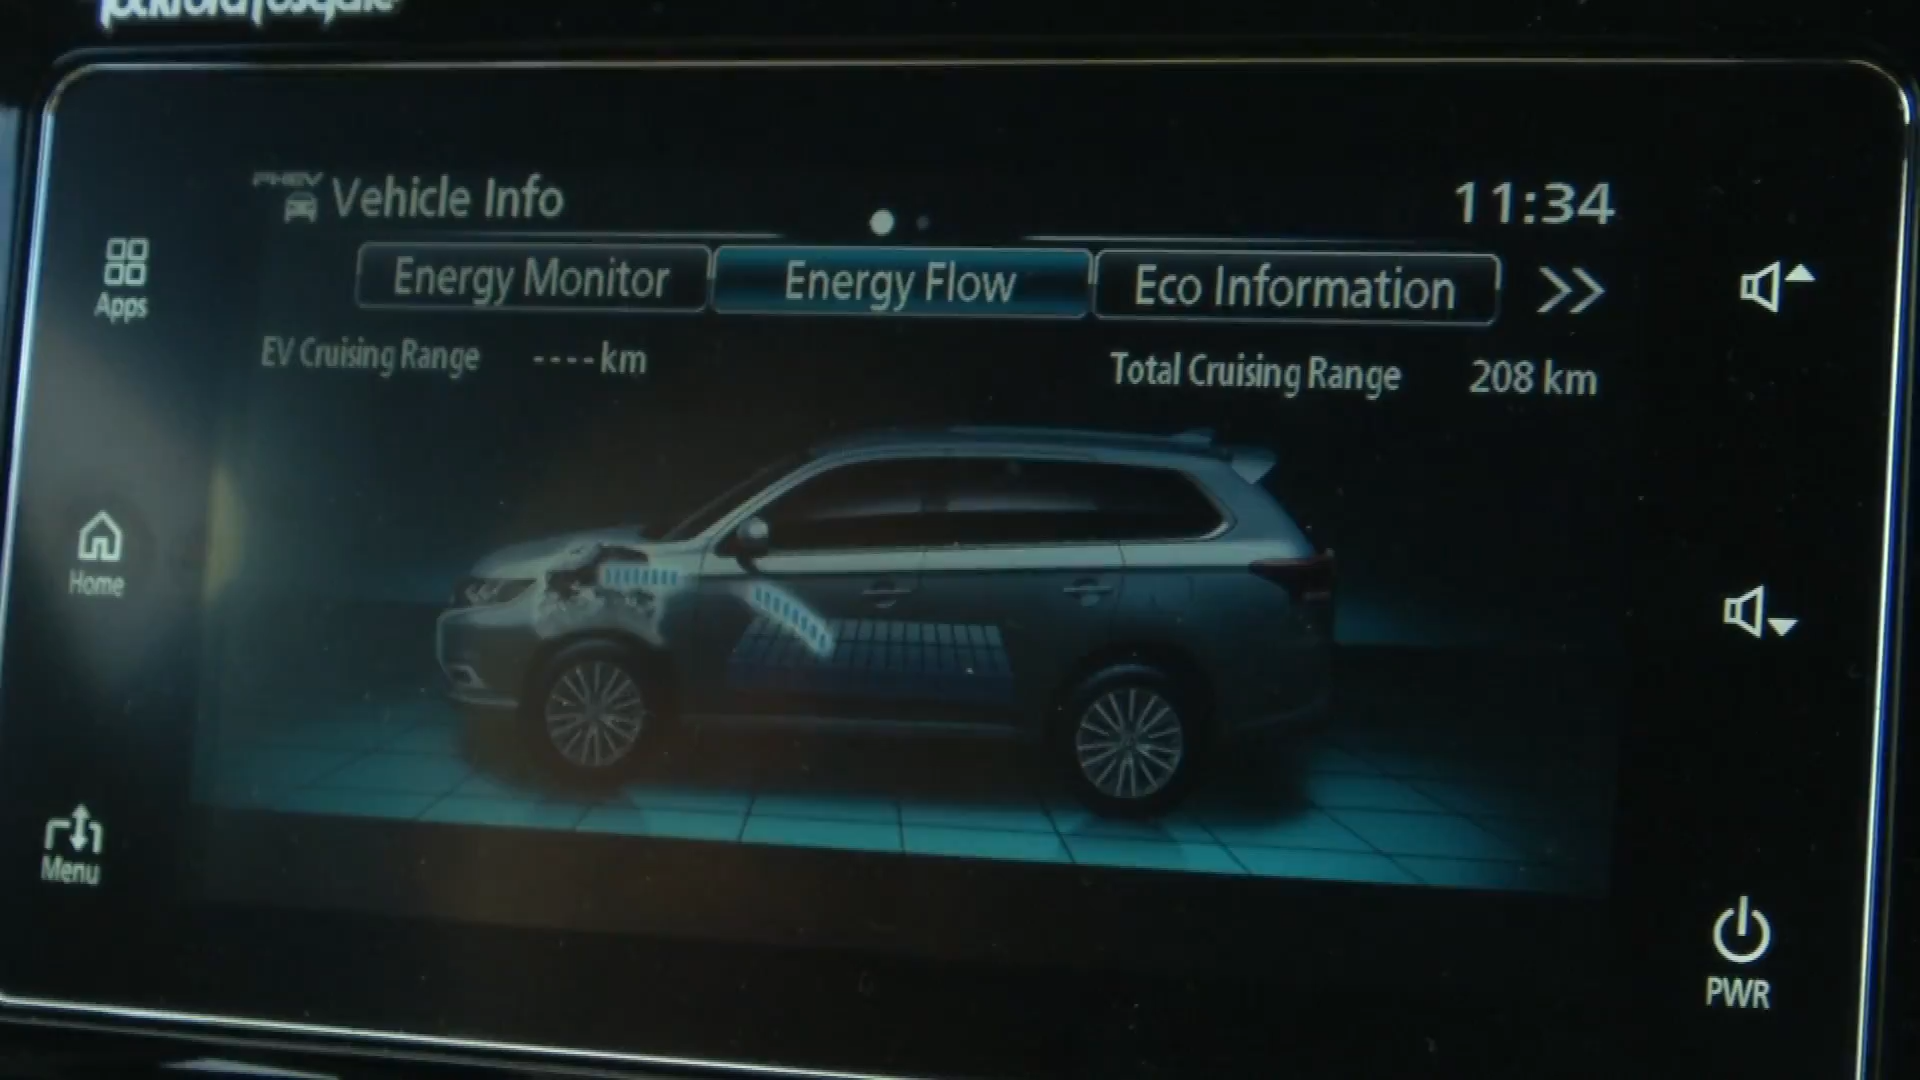 PHEV
Vehicle Info
11:34
Energy Monitor
Energy Flow
Eco Information
EV Cruising Range ----km
Total Cruising Range 208 km
Apps
Home
Menu
PWR